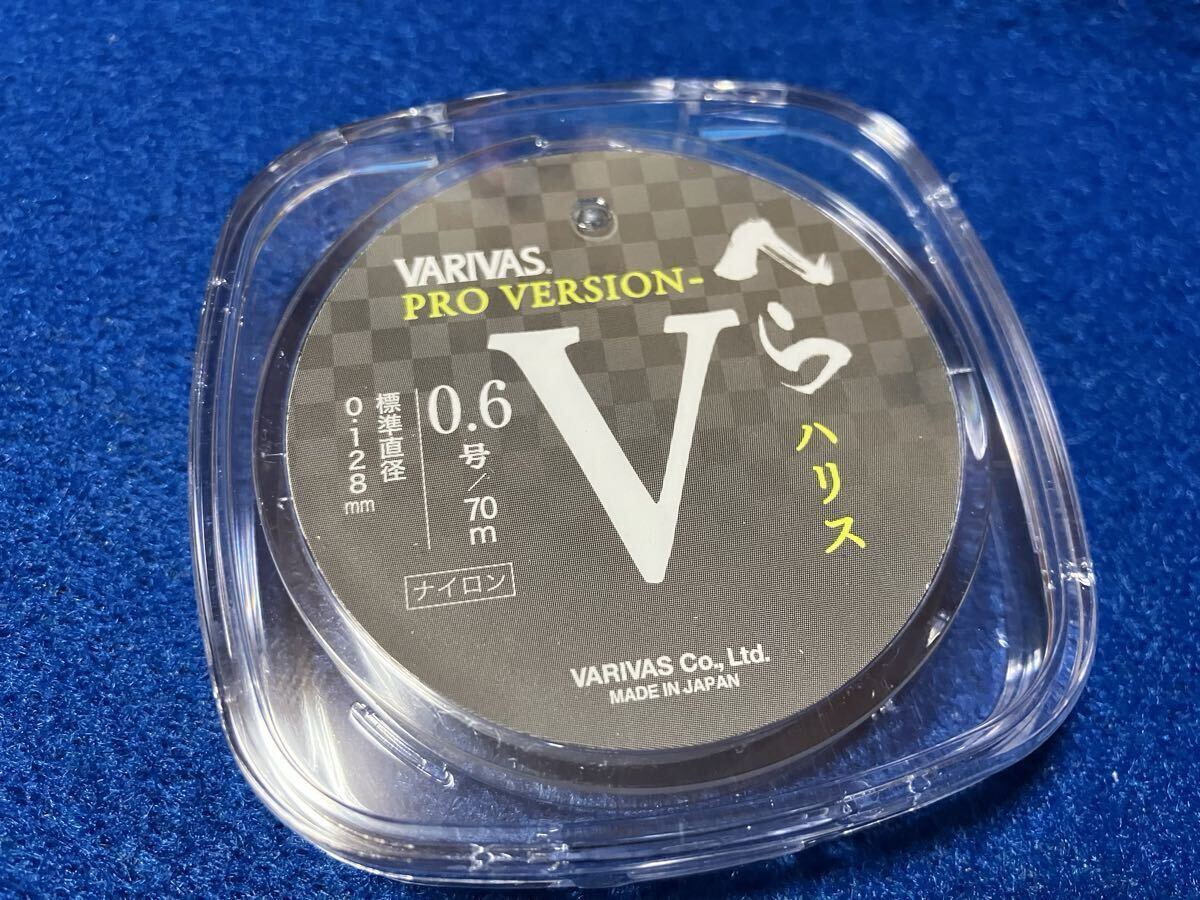 VARIVAS®
PRO VERSION-
V
へら
ハリス
0.6号/70m
標準直径
0.128mm
ナイロン
VARIVAS Co., Ltd.
MADE IN JAPAN